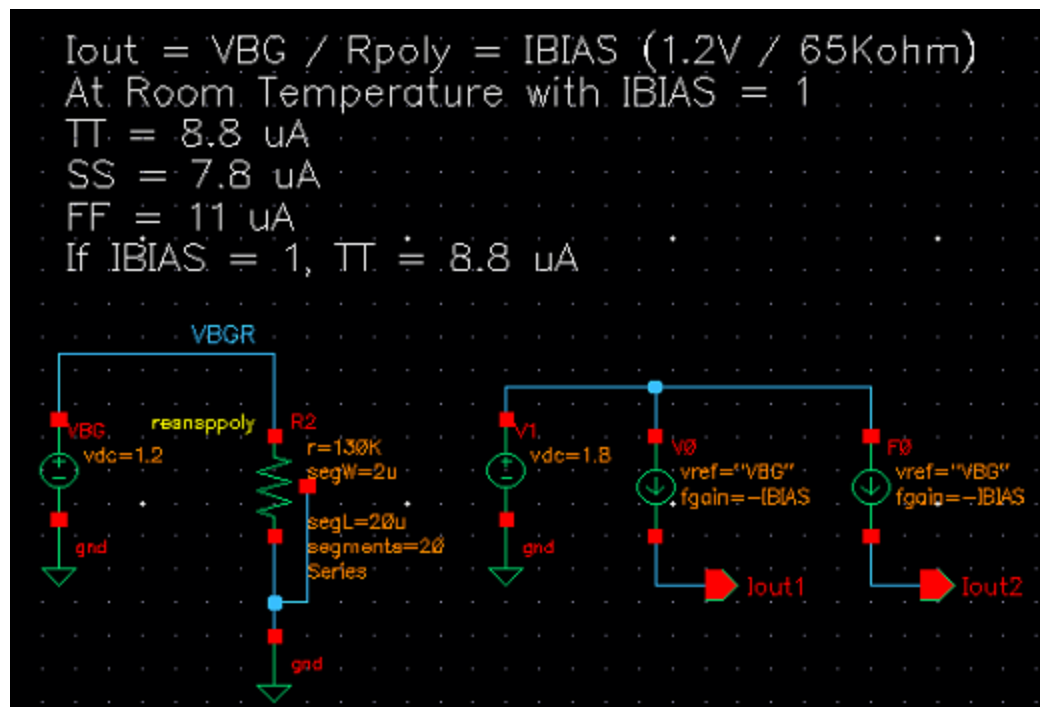 Iout = VBG / Rpoly = IBIAS (1.2V / 65Kohm)
At Room Temperature with IBIAS = 1
TT = 8.8 uA
SS = 7.8 uA
FF = 11 uA
If IBIAS = 1, TT = 8.8 uA
VBGR
VBG
vdc=1.2
gnd
resnsppoly
R2
r=130K
segW=2u
segL=20u
segments=20
Series
gnd
V1
vdc=1.8
gnd
V0
vref="VBG"
fgain=-IBIAS
Iout1
F0
vref="VBG"
fgain=-IBIAS
Iout2